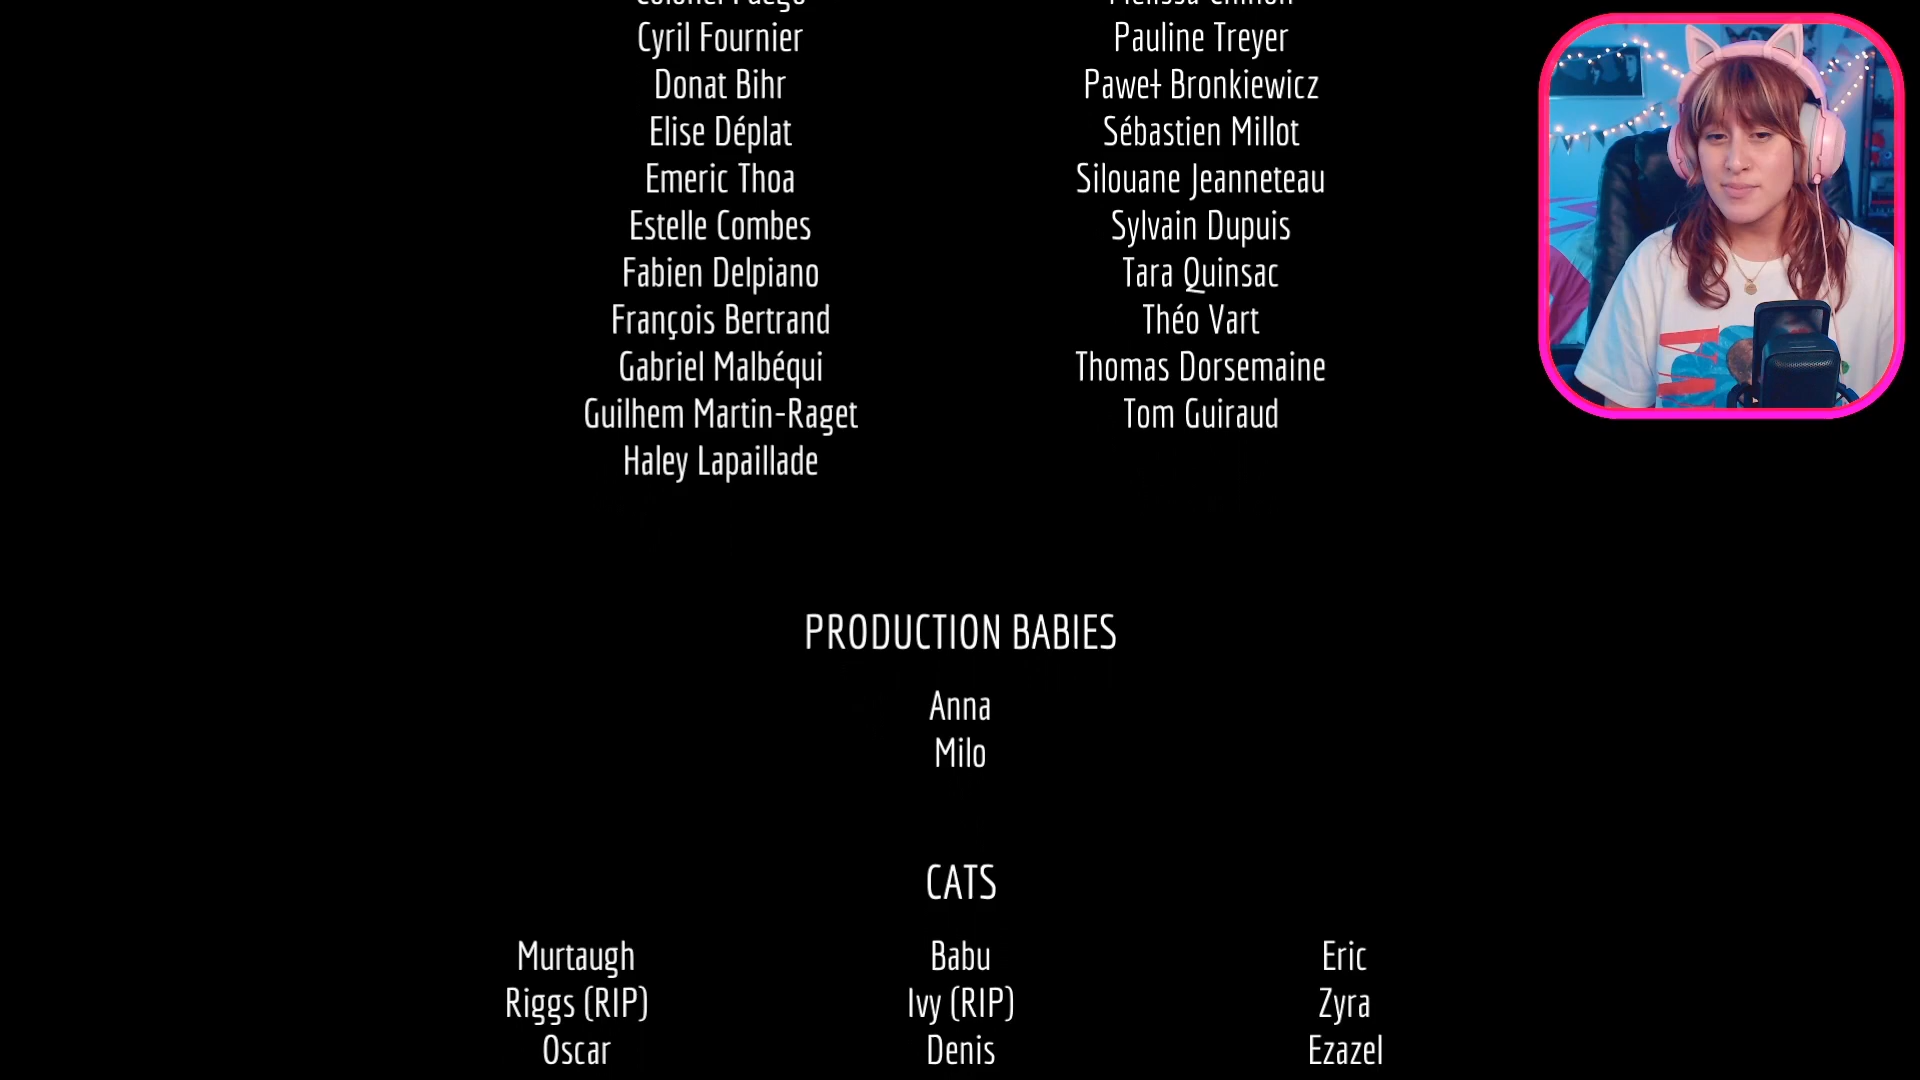 Cyril Fournier
Donat Bihr
Elise Déplat
Emeric Thoa
Estelle Combes
Fabien Delpiano
François Bertrand
Gabriel Malbéqui
Guilhem Martin-Raget
Haley Lapaillade
Pauline Treyer
Paweł Bronkiewicz
Sébastien Millot
Silouane Jeanneteau
Sylvain Dupuis
Tara Quinsac
Théo Vart
Thomas Dorsemaine
Tom Guiraud
PRODUCTION BABIES
Anna
Milo
CATS
Murtaugh
Riggs (RIP)
Oscar
Babu
Ivy (RIP)
Denis
Eric
Zyra
Ezazel